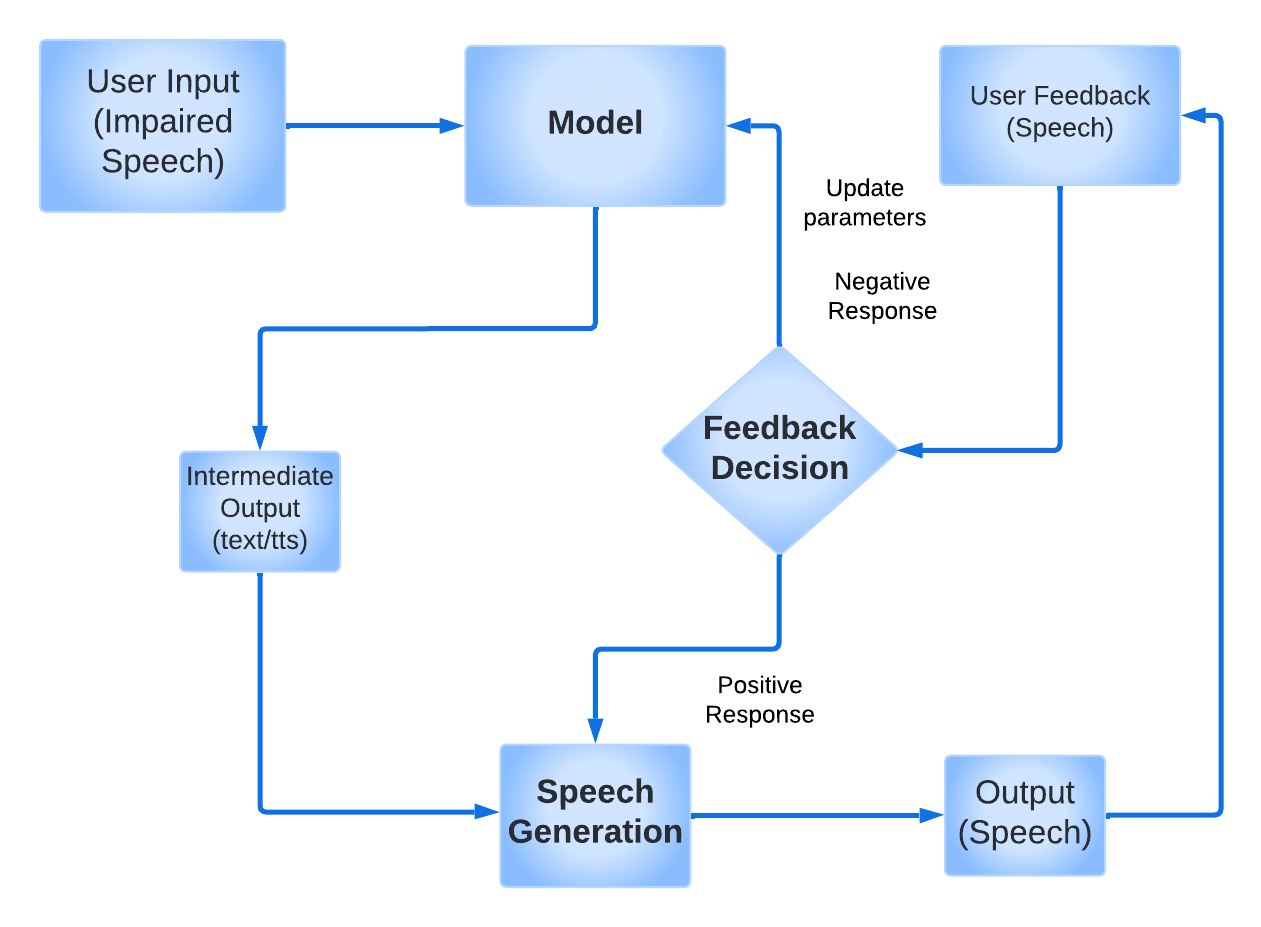 User Input
(Impaired
Speech)
Model
User Feedback
(Speech)
Update
parameters
Negative
Response
Feedback
Decision
Intermediate
Output
(text/tts)
Positive
Response
Speech
Generation
Output
(Speech)